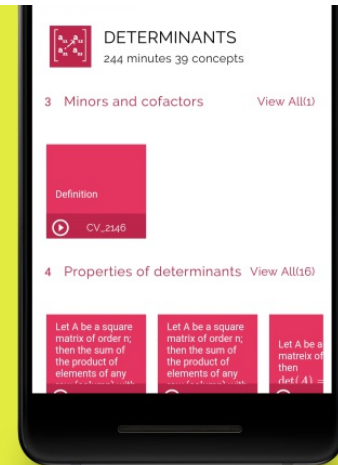 DETERMINANTS
244 minutes 39 concepts
3 Minors and cofactors View All(1)
Definition
CV_2146
4 Properties of determinants View All(16)
Let A be a square
matrix of order n;
then the sum of
the product of
elements of any
Let A be a square
matrix of order n;
then the sum of
the product of
elements of any
Let A be a
matreix of
then
det(A) =